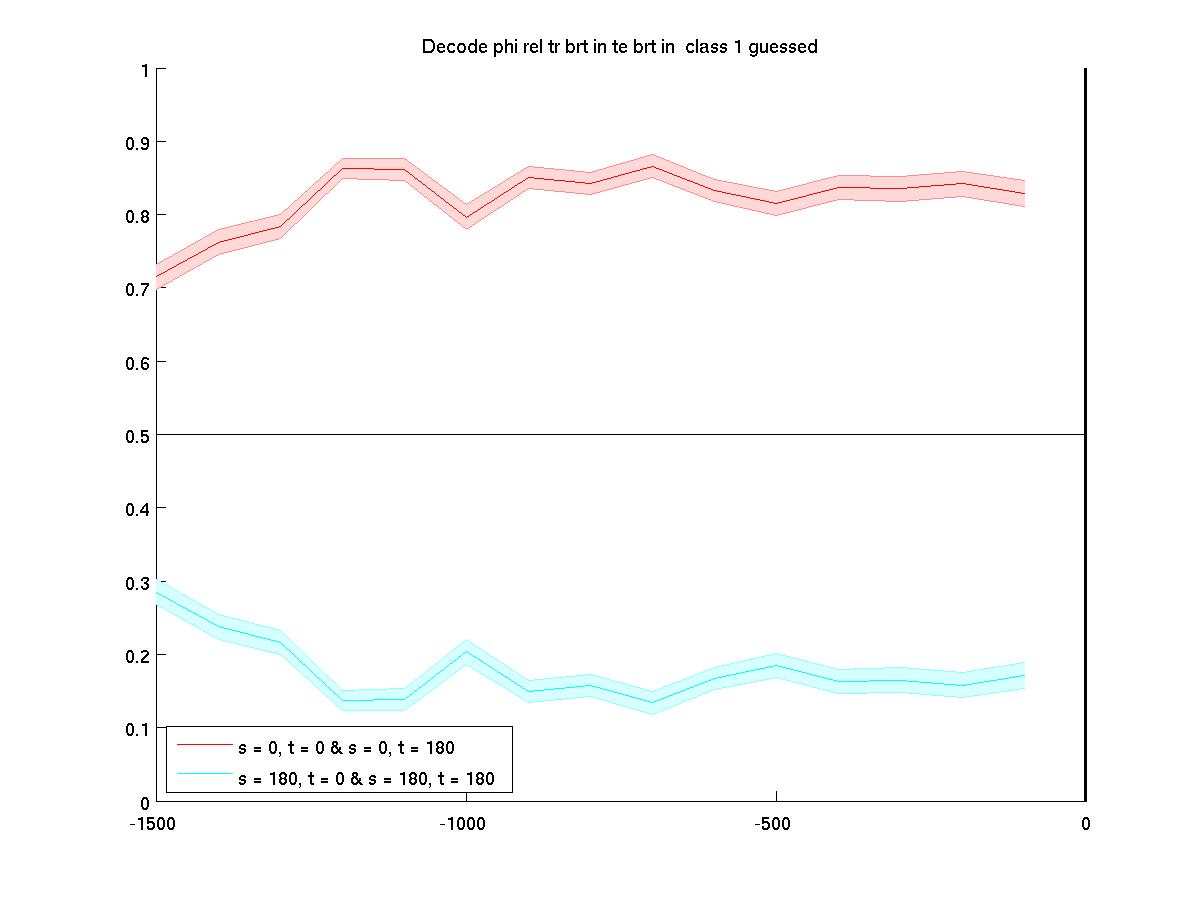 Decode phi rel tr brt in te brt in  class 1 guessed
1
0.9
0.8
0.7
0.6
0.5
0.4
0.3
0.2
0.1
0
s = 0, t = 0 & s = 0, t = 180
s = 180, t = 0 & s = 180, t = 180
-1500 -1000 -500 0